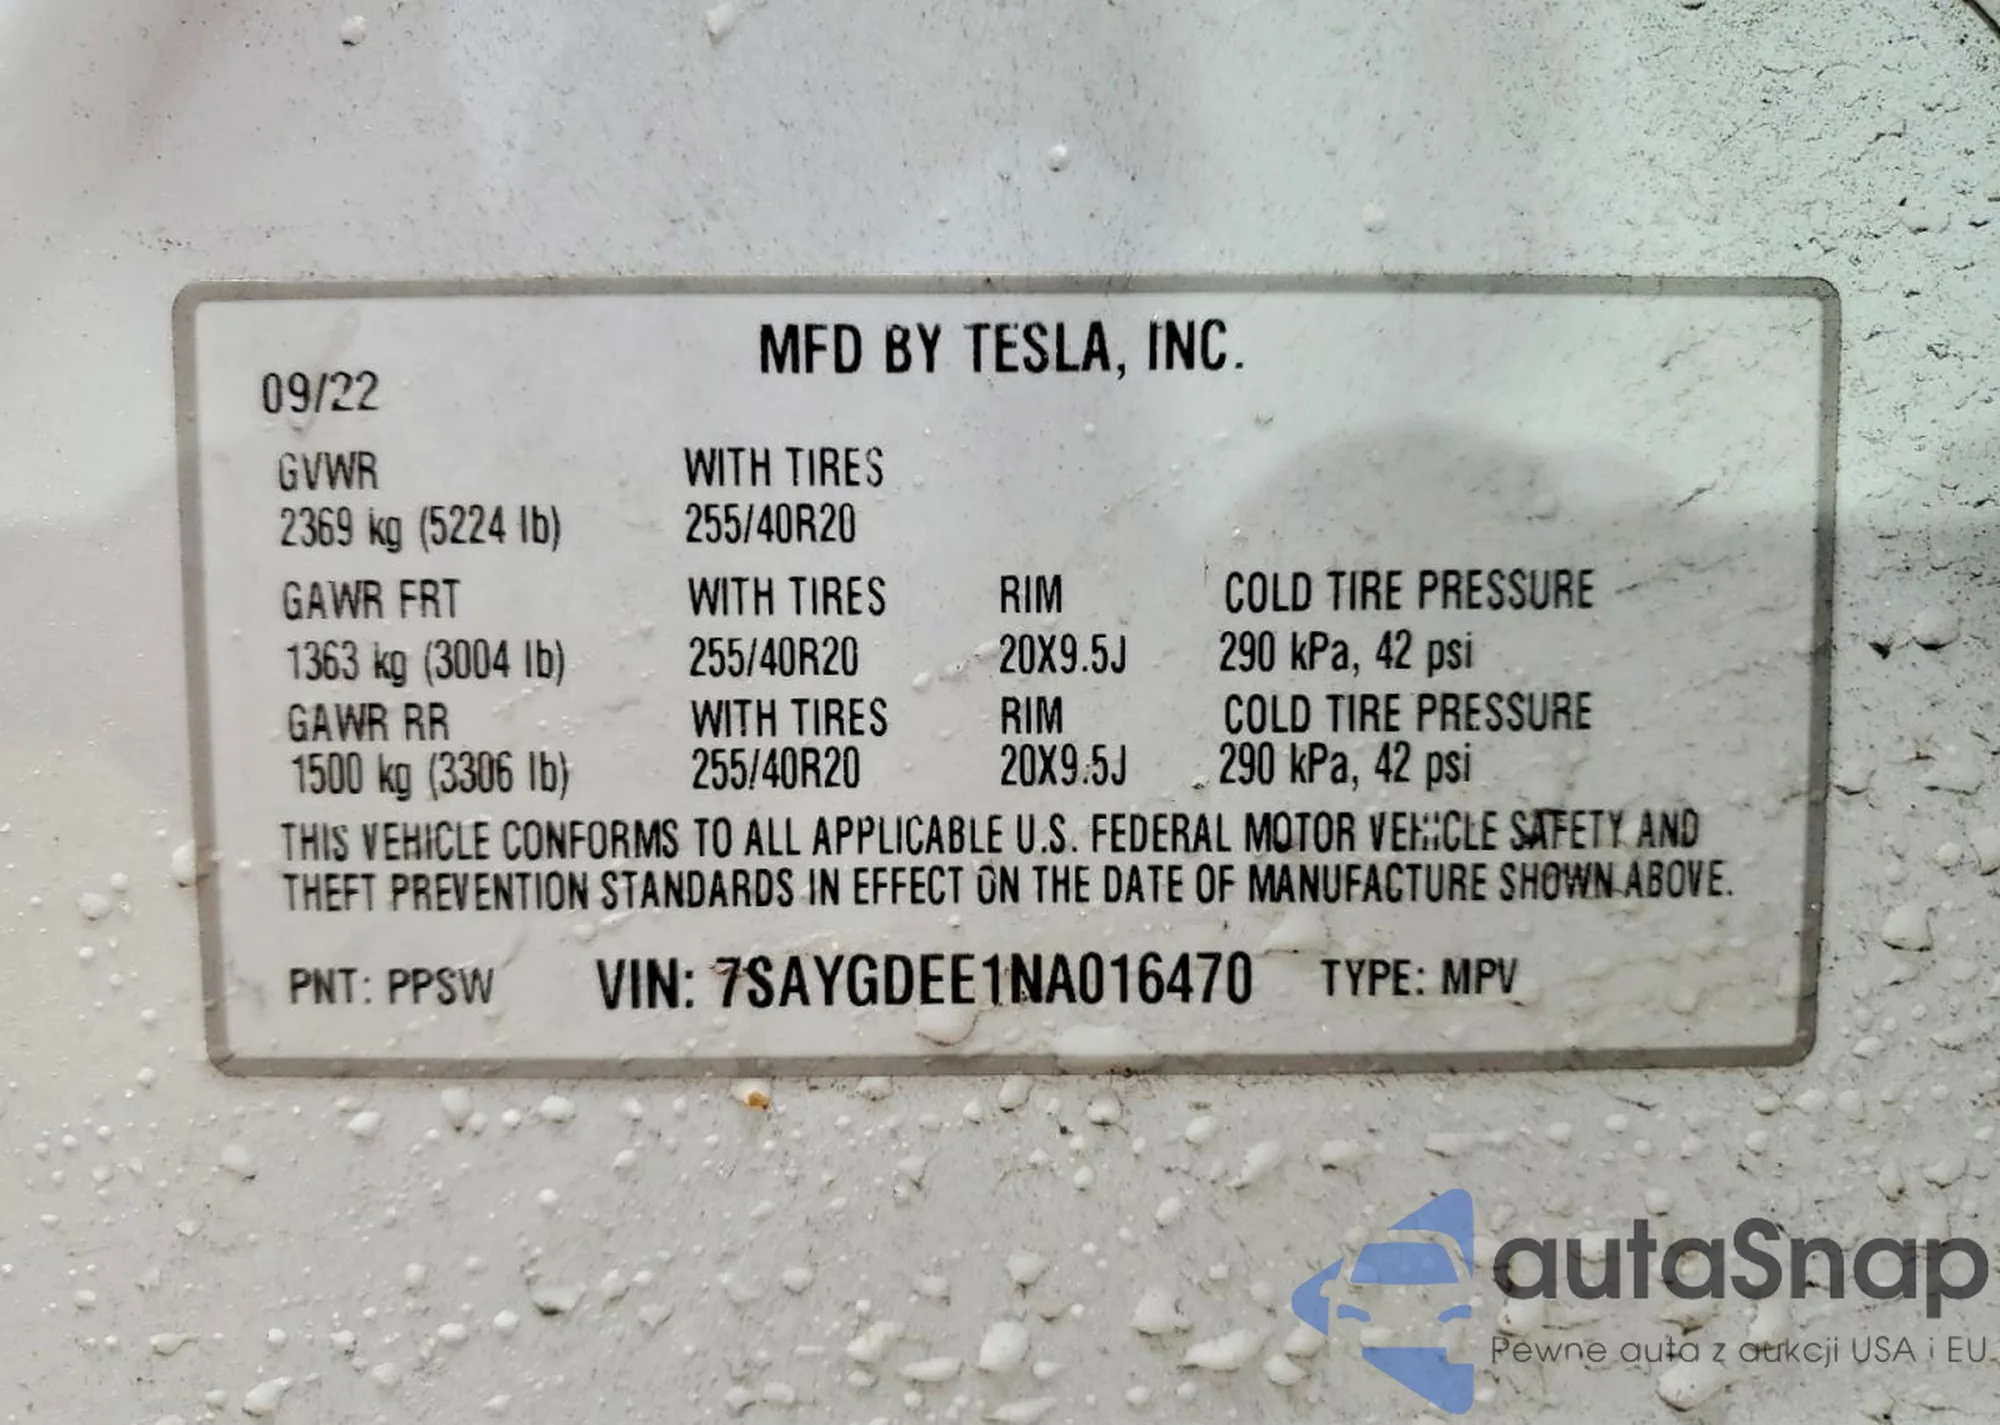 MFD BY TESLA, INC.
09/22
GVWR WITH TIRES
2369 kg (5224 lb) 255/40R20
GAWR FRT WITH TIRES RIM COLD TIRE PRESSURE
1363 kg (3004 lb) 255/40R20 20X9.5J 290 kPa, 42 psi
GAWR RR WITH TIRES RIM COLD TIRE PRESSURE
1500 kg (3306 lb) 255/40R20 20X9.5J 290 kPa, 42 psi
THIS VEHICLE CONFORMS TO ALL APPLICABLE U.S. FEDERAL MOTOR VEHICLE SAFETY AND
THEFT PREVENTION STANDARDS IN EFFECT ON THE DATE OF MANUFACTURE SHOWN ABOVE.
PNT: PPSW VIN: 7SAYGDEE1NA016470 TYPE: MPV
autaSnap
Pewne auta z aukcji USA i EU